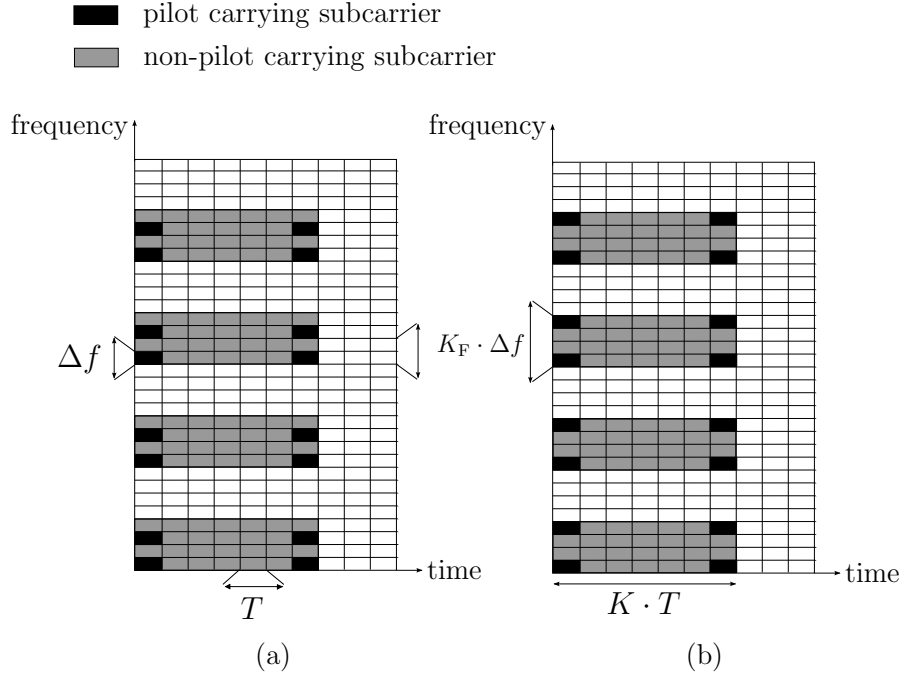 pilot carrying subcarrier
non-pilot carrying subcarrier
frequency
frequency
Δf
K_F · Δf
time
time
T
K · T
(a)
(b)